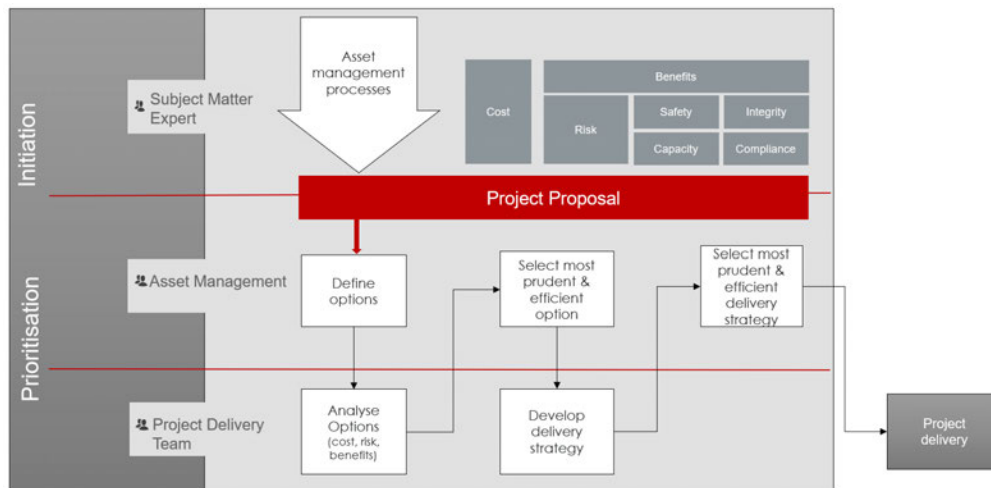 Initiation
Subject Matter
Expert
Asset
management
processes
Cost
Benefits
Risk
Safety
Integrity
Capacity
Compliance
Project Proposal
Prioritisation
Asset Management
Define
options
Select most
prudent &
efficient
option
Select most
prudent &
efficient
delivery
strategy
Project Delivery
Team
Analyse
Options
(cost, risk,
benefits)
Develop
delivery
strategy
Project
delivery